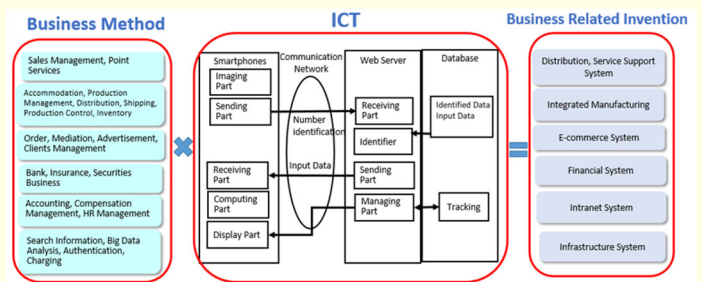 Business Method
Sales Management, Point
Services
Accommodation, Production
Management, Distribution, Shipping,
Production Control, Inventory
Order, Mediation, Advertisement,
Clients Management
Bank, Insurance, Securities
Business
Accounting, Compensation
Management, HR Management
Search Information, Big Data
Analysis, Authentication,
Charging
ICT
Smartphones
Imaging
Part
Sending
Part
Receiving
Part
Computing
Part
Display Part
Communication
Network
Number
identification
Input Data
Web Server
Receiving
Part
Identifier
Sending
Part
Managing
Part
Database
Identified Data
Input Data
Tracking
Business Related Invention
Distribution, Service Support
System
Integrated Manufacturing
E-commerce System
Financial System
Intranet System
Infrastructure System